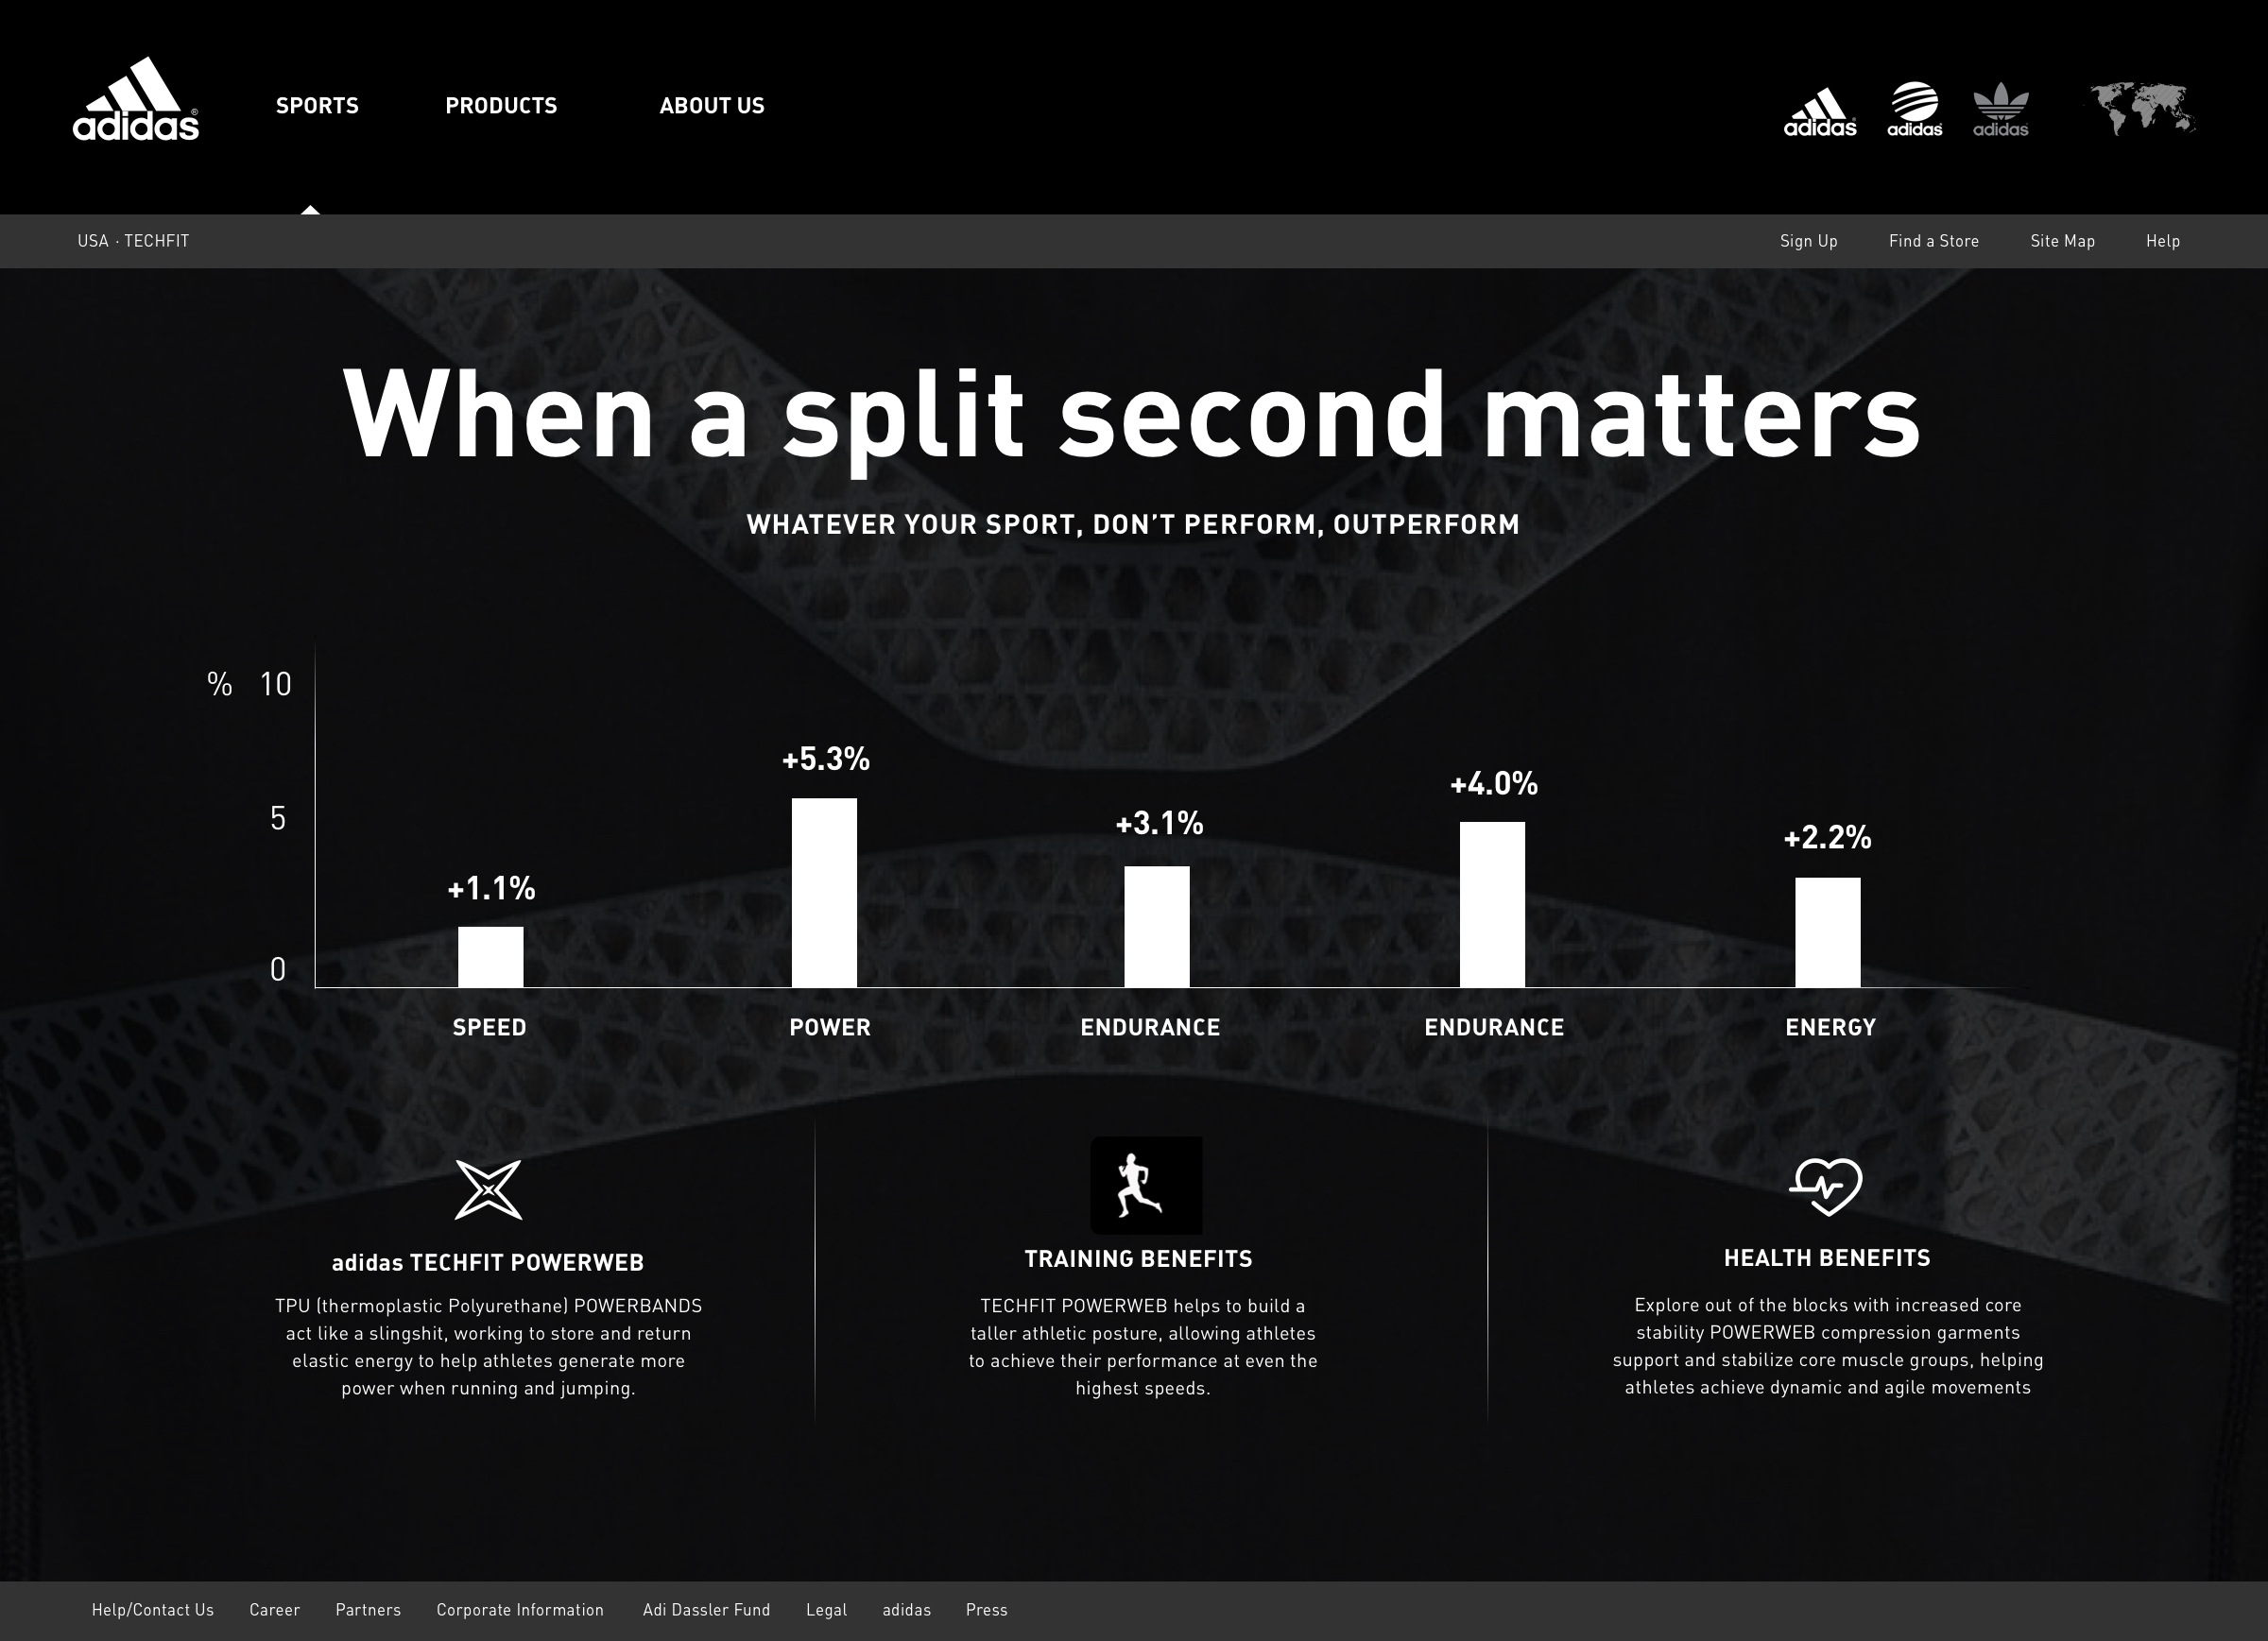 adidas
SPORTS
PRODUCTS
ABOUT US
adidas
adidas
adidas
USA · TECHFIT
Sign Up
Find a Store
Site Map
Help
When a split second matters
WHATEVER YOUR SPORT, DON’T PERFORM, OUTPERFORM
% 10
5
0
+1.1%
+5.3%
+3.1%
+4.0%
+2.2%
SPEED
POWER
ENDURANCE
ENDURANCE
ENERGY
adidas TECHFIT POWERWEB
TPU (thermoplastic Polyurethane) POWERBANDS
act like a slingshit, working to store and return
elastic energy to help athletes generate more
power when running and jumping.
TRAINING BENEFITS
TECHFIT POWERWEB helps to build a
taller athletic posture, allowing athletes
to achieve their performance at even the
highest speeds.
HEALTH BENEFITS
Explore out of the blocks with increased core
stability POWERWEB compression garments
support and stabilize core muscle groups, helping
athletes achieve dynamic and agile movements
Help/Contact Us
Career
Partners
Corporate Information
Adi Dassler Fund
Legal
adidas
Press